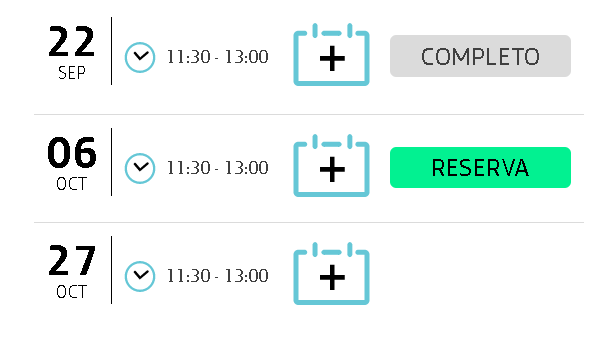 22
SEP
11:30 - 13:00
COMPLETO
06
OCT
11:30 - 13:00
RESERVA
27
OCT
11:30 - 13:00